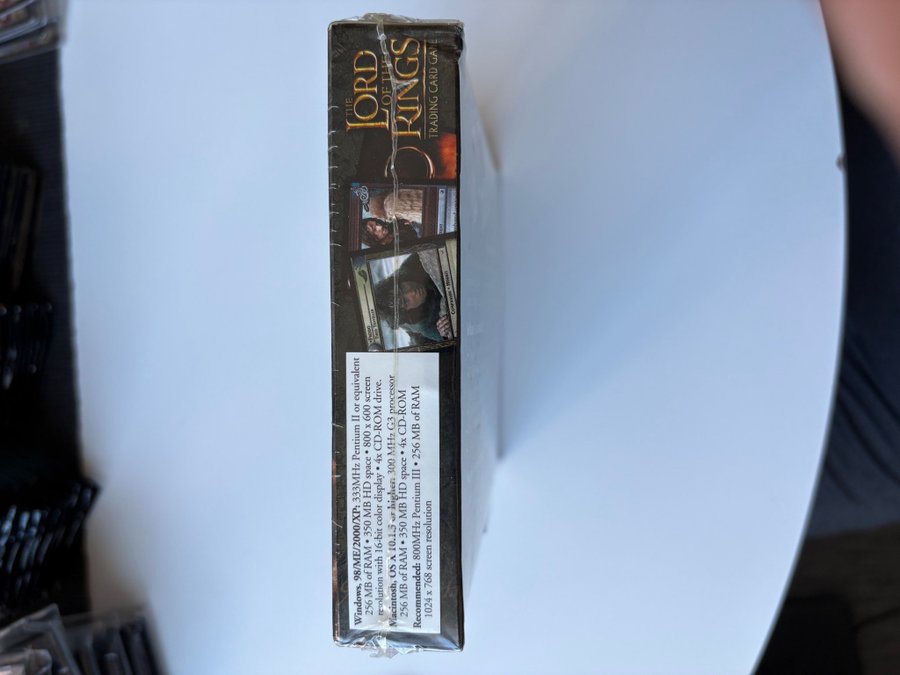 Windows, 98/ME/2000/XP: 333MHz Pentium II or equivalent
256 MB of RAM • 350 MB HD space • 800 x 600 screen
resolution with 16-bit color display • 4x CD-ROM drive.
Macintosh, OS X 10.1.5 or higher: 300 MHz G3 processor
256 MB of RAM • 350 MB HD space • 4x CD-ROM
Recommended: 800MHz Pentium III • 256 MB of RAM
1024 x 768 screen resolution
THE
LORD
OF THE
RINGS
TRADING CARD GAME